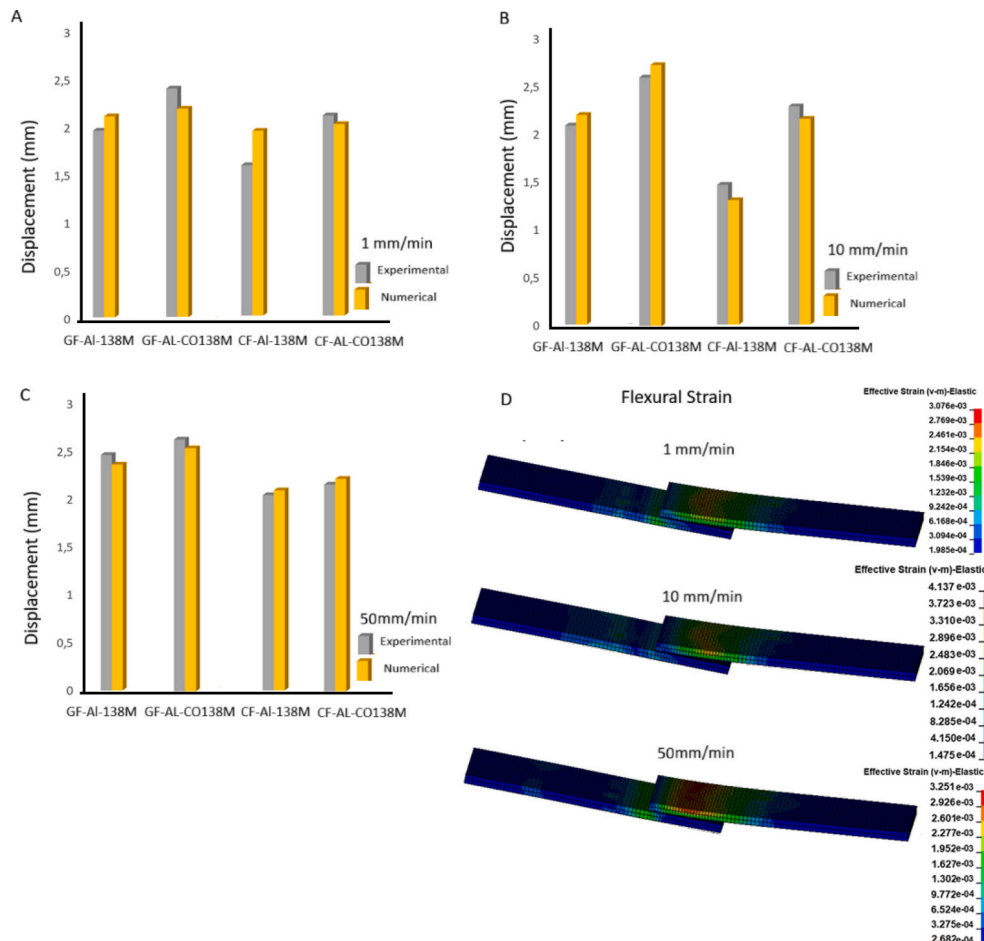 A
3
2,5
2
1,5
1
0,5
0
Displacement (mm)
1 mm/min
Experimental
Numerical
GF-Al-138M
GF-AL-CO138M
CF-Al-138M
CF-AL-CO138M
B
3
2,5
2
1,5
1
0,5
0
Displacement (mm)
10 mm/min
Experimental
Numerical
GF-Al-138M
GF-AL-CO138M
CF-Al-138M
CF-AL-CO138M
C
3
2,5
2
1,5
1
0,5
0
Displacement (mm)
50mm/min
Experimental
Numerical
GF-Al-138M
GF-AL-CO138M
CF-Al-138M
CF-AL-CO138M
D
Flexural Strain
1 mm/min
Effective Strain (v-m)-Elastic
3.076e-03
2.769e-03
2.461e-03
2.154e-03
1.846e-03
1.539e-03
1.232e-03
9.242e-04
6.168e-04
3.094e-04
1.985e-04
10 mm/min
Effective Strain (v-m)-Elastic
4.137e-03
3.723e-03
3.310e-03
2.896e-03
2.483e-03
2.069e-03
1.656e-03
1.242e-04
8.285e-04
4.150e-04
1.475e-04
50mm/min
Effective Strain (v-m)-Elastic
3.251e-03
2.926e-03
2.601e-03
2.277e-03
1.952e-03
1.627e-03
1.302e-03
9.772e-04
6.524e-04
3.275e-04
2.682e-04